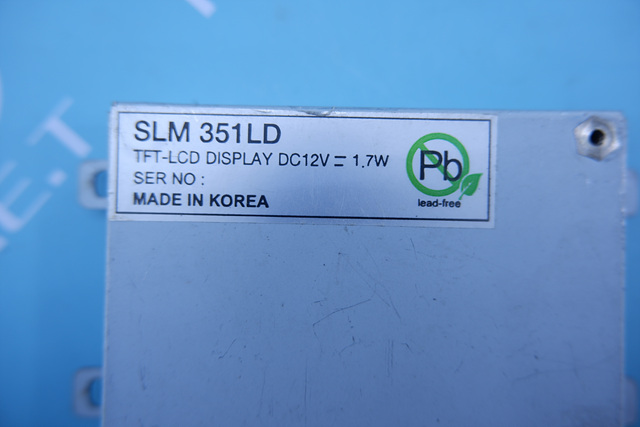 SLM 351LD
TFT-LCD DISPLAY DC12V ⎓ 1.7W
SER NO :
MADE IN KOREA
Pb
lead-free